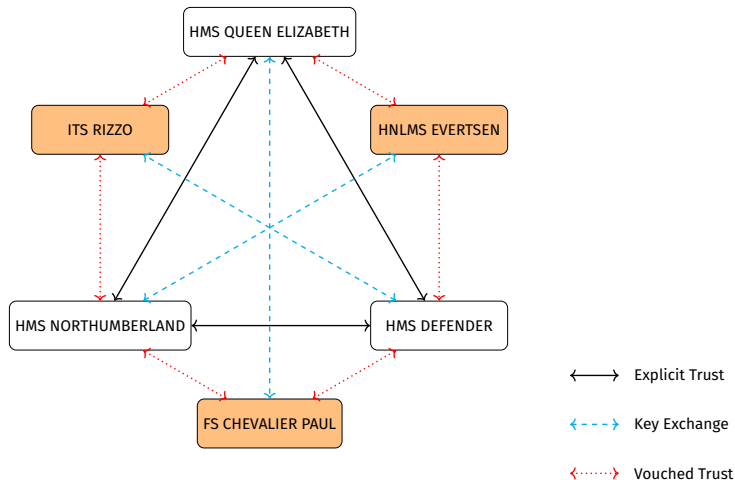 HMS QUEEN ELIZABETH
ITS RIZZO
HNLMS EVERTSEN
HMS NORTHUMBERLAND
HMS DEFENDER
FS CHEVALIER PAUL
Explicit Trust
Key Exchange
Vouched Trust